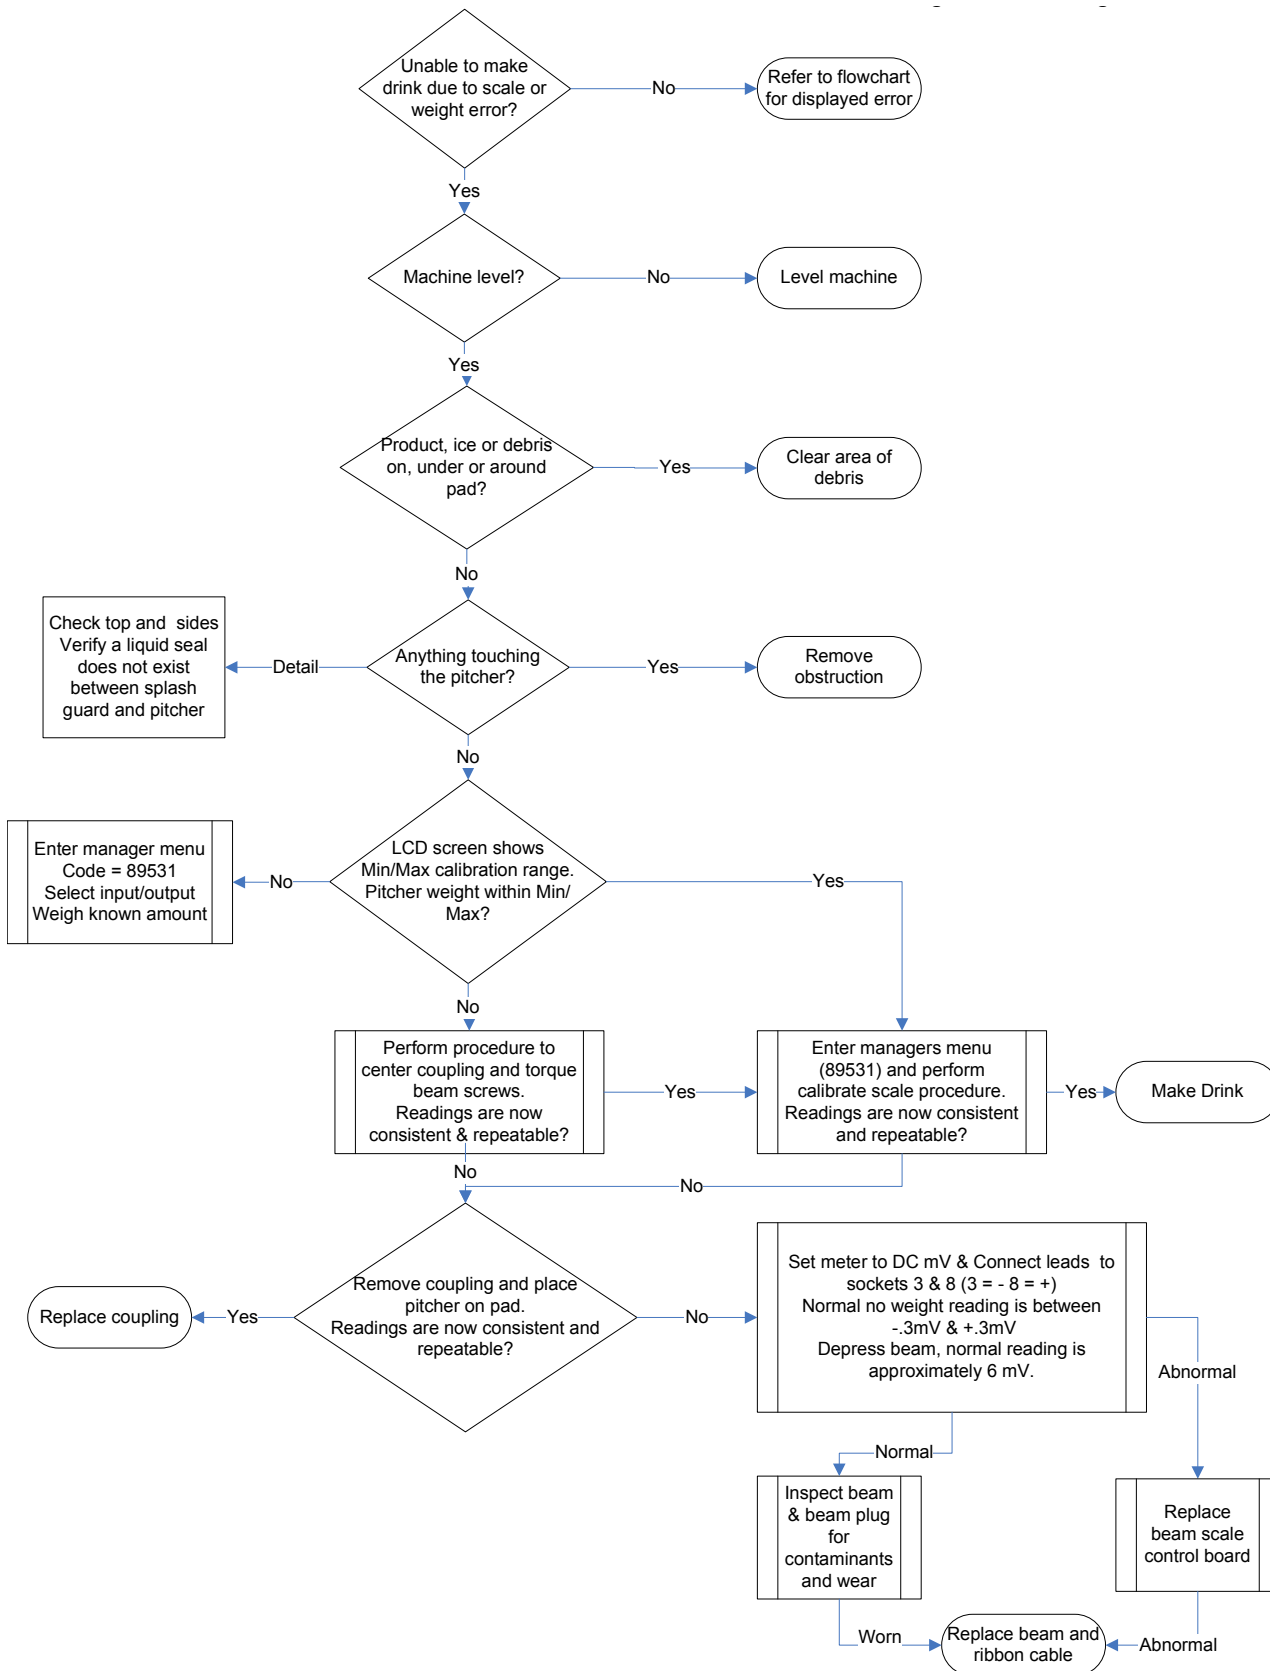 Unable to make
drink due to scale or
weight error?
No
Refer to flowchart
for displayed error
Yes
Machine level?
No
Level machine
Yes
Product, ice or debris
on, under or around
pad?
Yes
Clear area of
debris
No
Check top and sides
Verify a liquid seal
does not exist
between splash
guard and pitcher
Detail
Anything touching
the pitcher?
Yes
Remove
obstruction
No
Enter manager menu
Code = 89531
Select input/output
Weigh known amount
No
LCD screen shows
Min/Max calibration range.
Pitcher weight within Min/
Max?
Yes
No
Perform procedure to
center coupling and torque
beam screws.
Readings are now
consistent & repeatable?
Yes
Enter managers menu
(89531) and perform
calibrate scale procedure.
Readings are now consistent
and repeatable?
Yes
Make Drink
No
No
Replace coupling
Yes
Remove coupling and place
pitcher on pad.
Readings are now consistent and
repeatable?
No
Set meter to DC mV & Connect leads to
sockets 3 & 8 (3 = - 8 = +)
Normal no weight reading is between
-.3mV & +.3mV
Depress beam, normal reading is
approximately 6 mV.
Abnormal
Normal
Inspect beam
& beam plug
for
contaminants
and wear
Replace
beam scale
control board
Worn
Replace beam and
ribbon cable
Abnormal